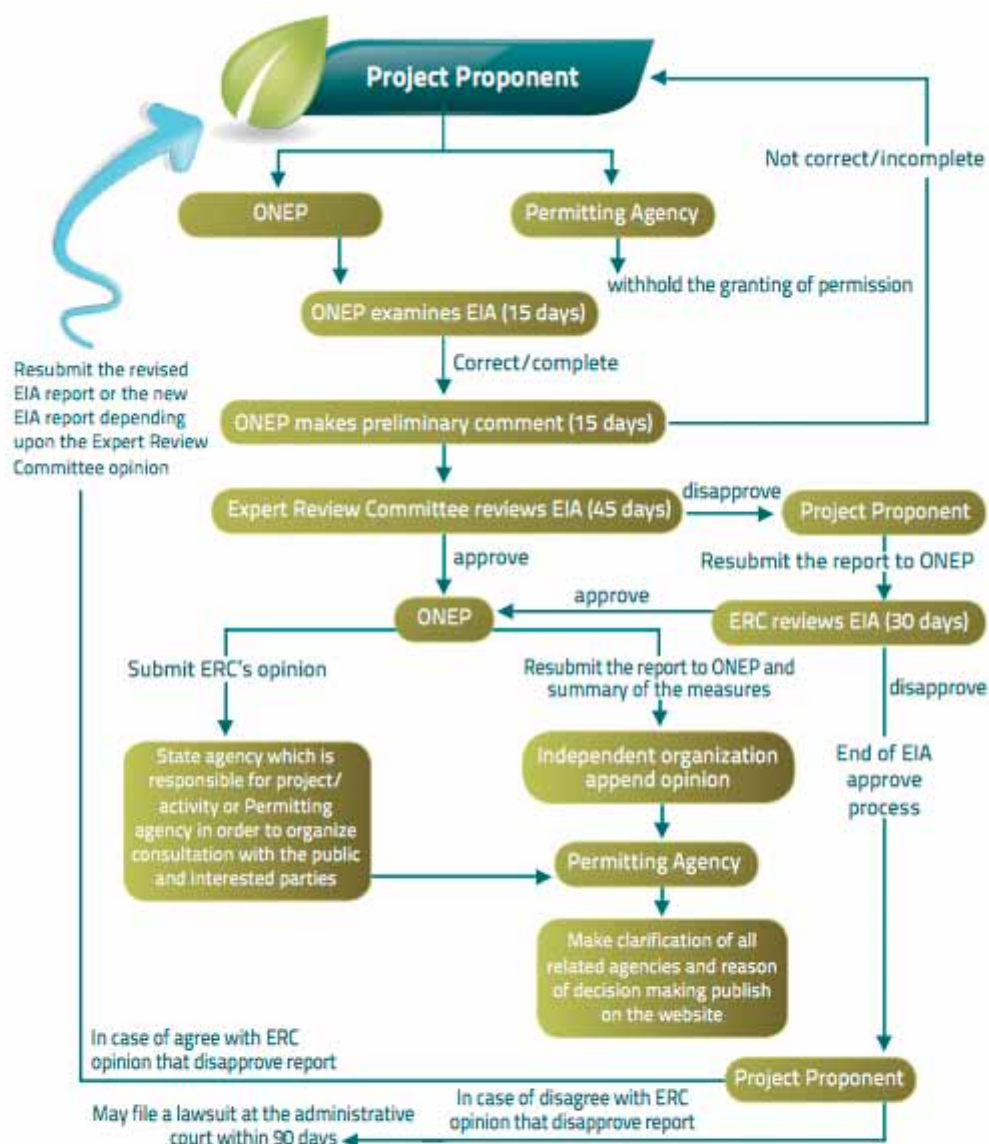 Project Proponent
Not correct/incomplete
ONEP
Permitting Agency
withhold the granting of permission
ONEP examines EIA (15 days)
Correct/complete
Resubmit the revised
EIA report or the new
EIA report depending
upon the Expert Review
Committee opinion
ONEP makes preliminary comment (15 days)
Expert Review Committee reviews EIA (45 days)
disapprove
Project Proponent
approve
Resubmit the report to ONEP
approve
ONEP
ERC reviews EIA (30 days)
Submit ERC's opinion
Resubmit the report to ONEP and
summary of the measures
disapprove
State agency which is
responsible for project/
activity or Permitting
agency in order to organize
consultation with the public
and interested parties
Independent organization
append opinion
End of EIA
approve
process
Permitting Agency
Make clarification of all
related agencies and reason
of decision making publish
on the website
In case of agree with ERC
opinion that disapprove report
Project Proponent
In case of disagree with ERC
opinion that disapprove report
May file a lawsuit at the administrative
court within 90 days